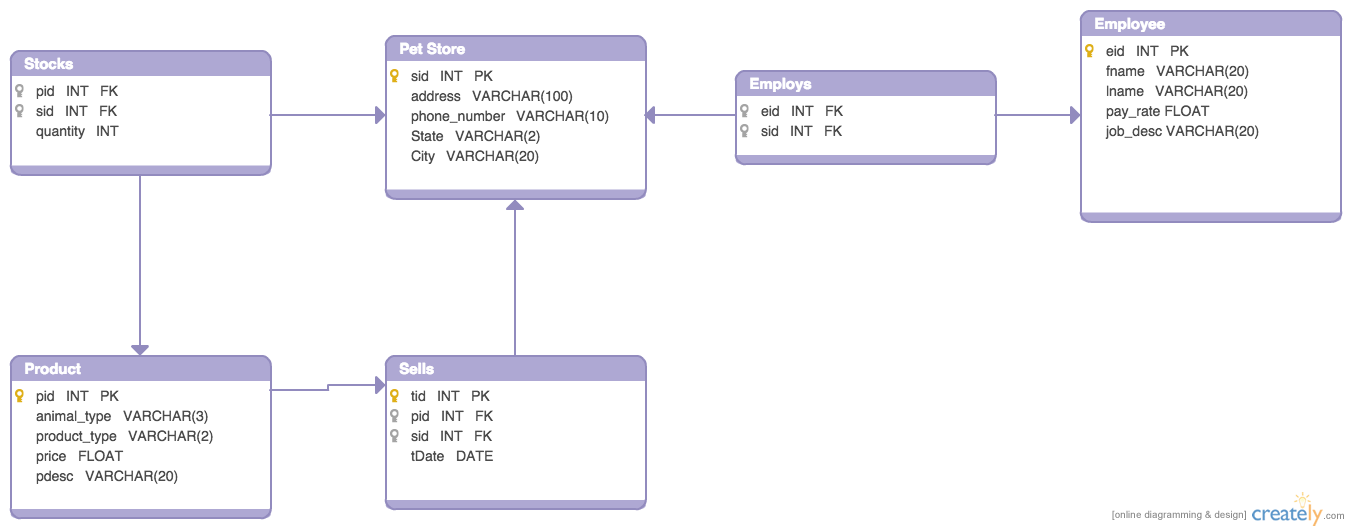 Stocks
pid INT FK
sid INT FK
quantity INT
Pet Store
sid INT PK
address VARCHAR(100)
phone_number VARCHAR(10)
State VARCHAR(2)
City VARCHAR(20)
Employs
eid INT FK
sid INT FK
Employee
eid INT PK
fname VARCHAR(20)
lname VARCHAR(20)
pay_rate FLOAT
job_desc VARCHAR(20)
Product
pid INT PK
animal_type VARCHAR(3)
product_type VARCHAR(2)
price FLOAT
pdesc VARCHAR(20)
Sells
tid INT PK
pid INT FK
sid INT FK
tDate DATE
[online diagramming & design] creately.com